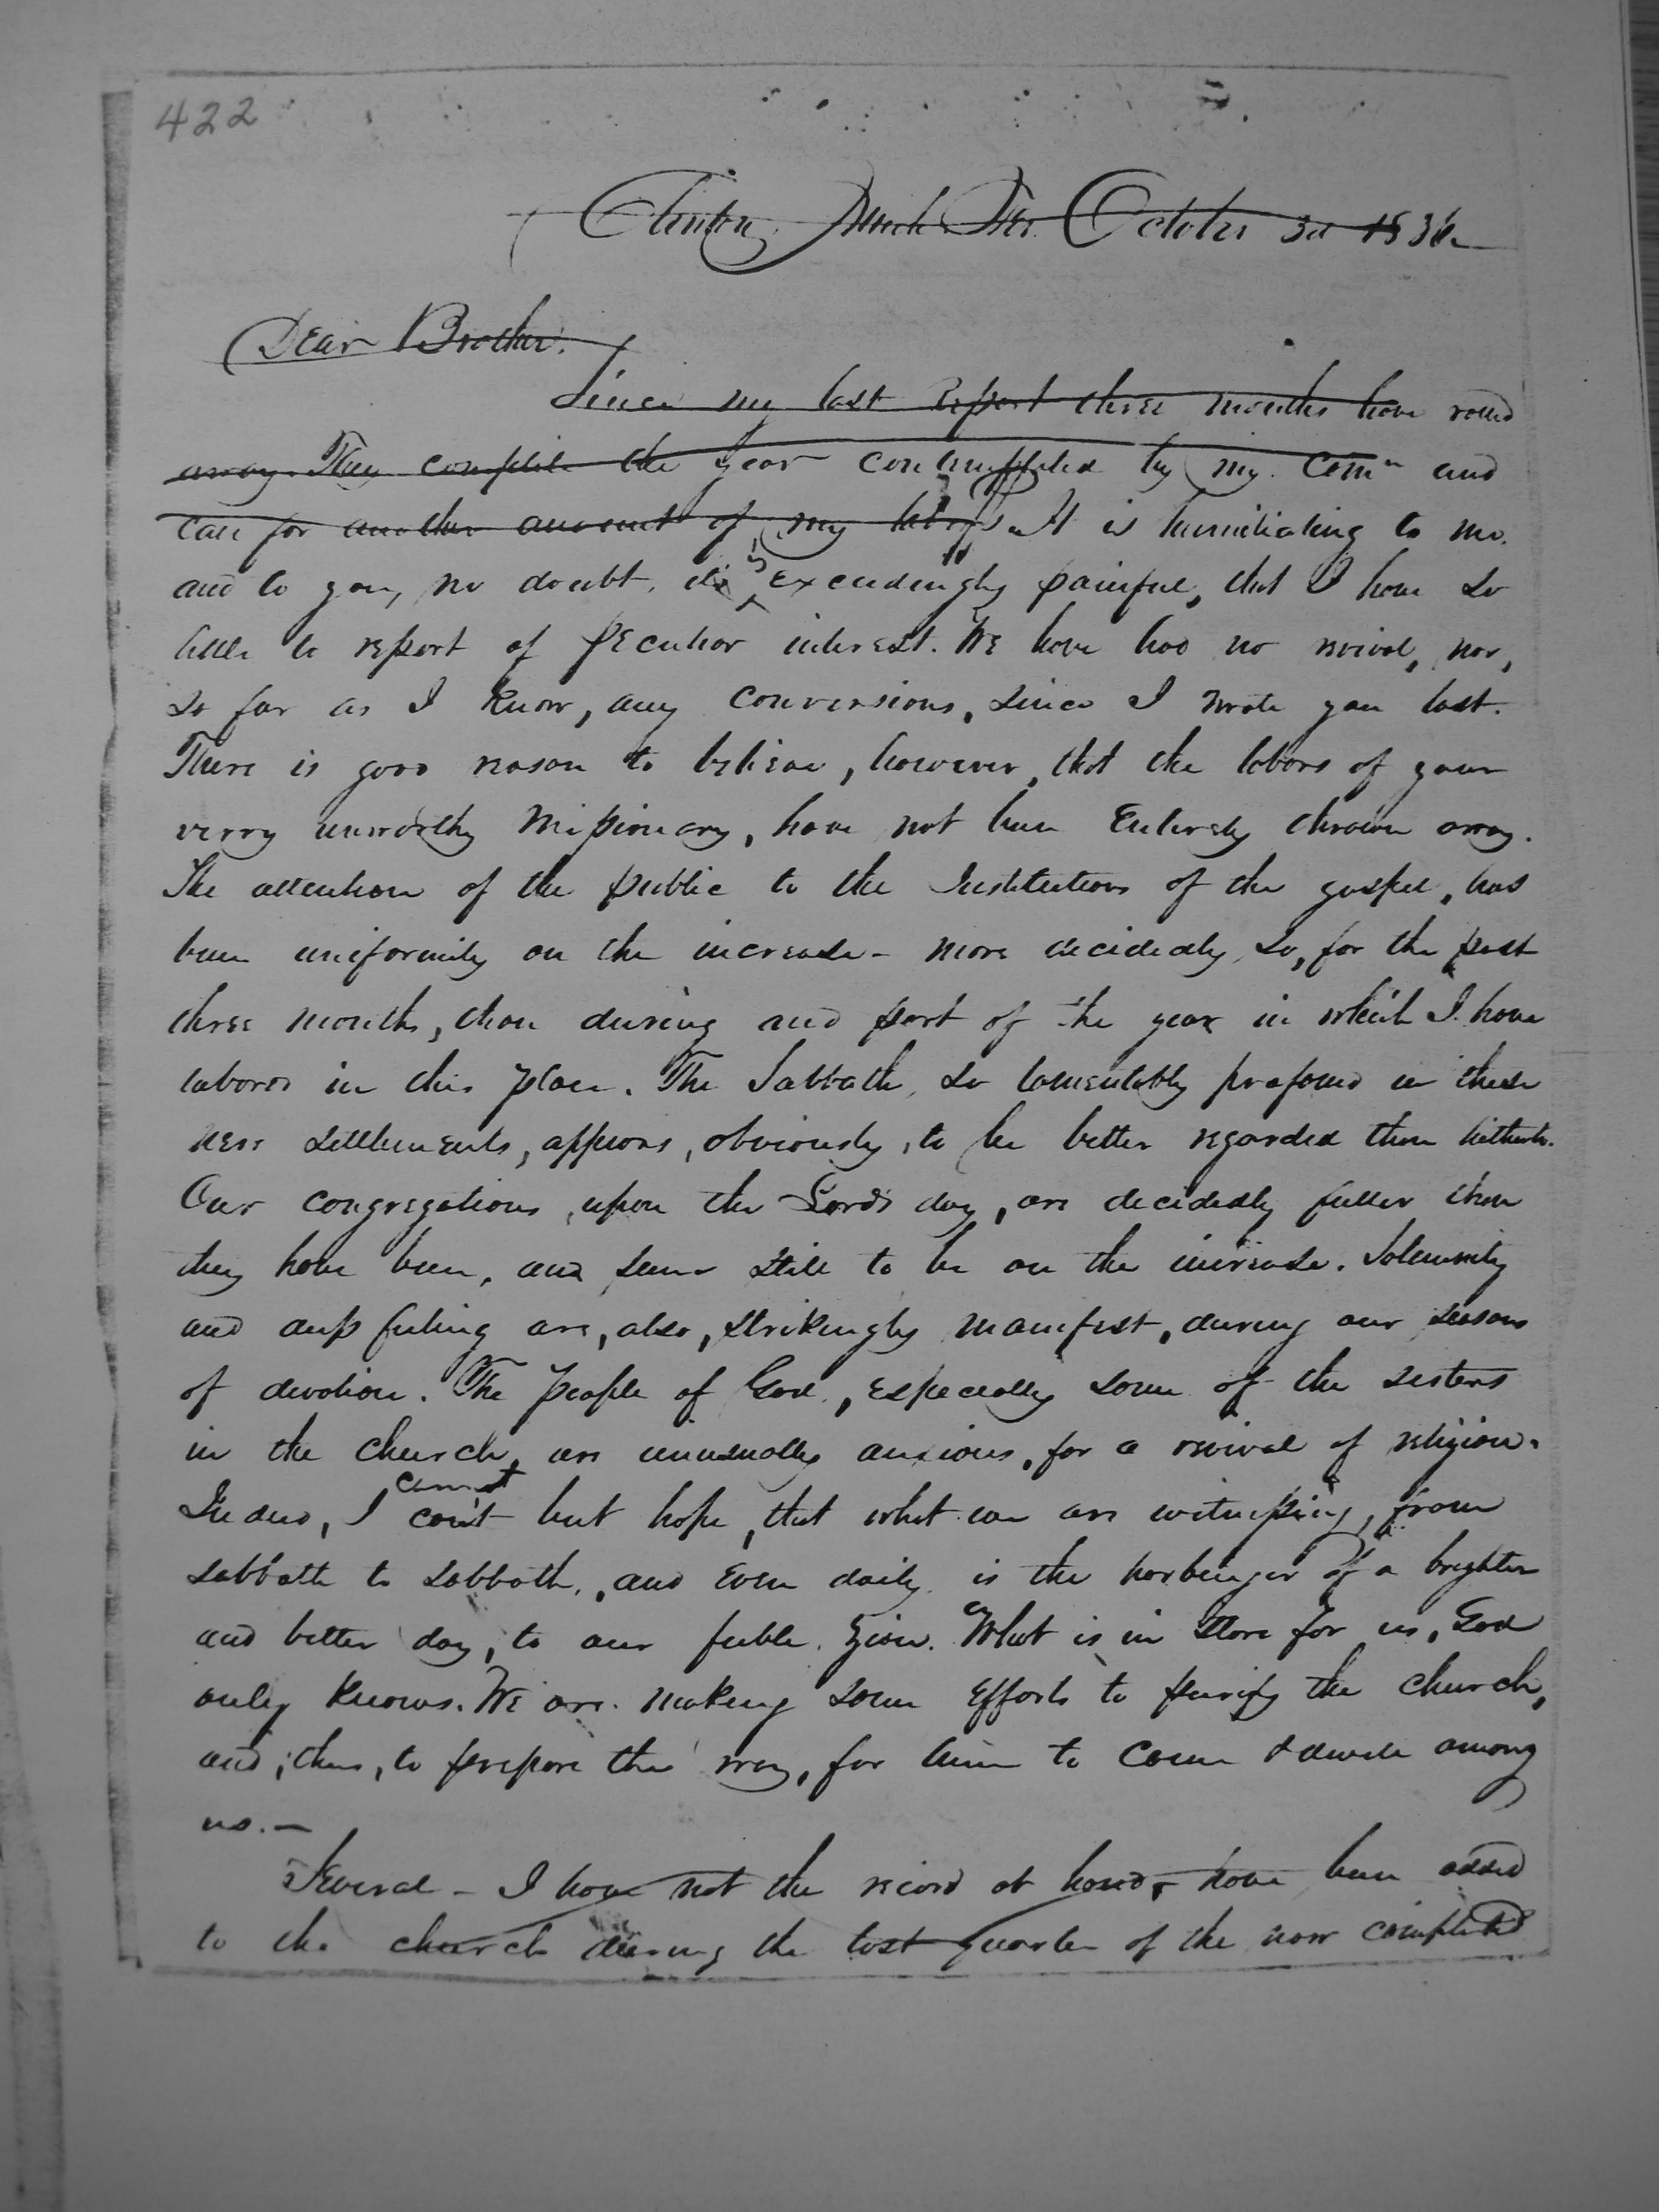 422
Clinton, Mich. Ter. October 3d 1836
Dear Brother.
Since my last Report three months have rolled
away. They complete the year contemplated by my Comn and
call for another account of my labors. It is humiliating to me.
and to you, no doubt, it is exceedingly painful, that I have so
little to report of peculiar interest. We have had no revival, nor,
so far as I know, any conversions, since I wrote you last.
There is good reason to believe, however, that the labors of your
verry unworthy Missionary, have not been Entirely thrown away.
The attention of the public to the Institutions of the gospel, has
been uniformily on the increase - more decidedly so, for the past
three months, than during and part of the year in which I have
labored in this place. The Sabbath, so lamentably profaned in these
new settlements, appears, obviously, to be better regarded than hitherto.
Our congregations, upon the Lord's day, are decidedly fuller than
they have been, and seem still to be on the increase. Solemnity
and deep feeling are, also, strikingly manifest, during our seasons
of devotion. The people of God, Especially some of the sisters
in the church, are unusually anxious, for a revival of religion.
Indeed, I cannot can't but hope, that what we are witnessing, from
sabbath to sabbath, and Even daily is the harbinger of a brighter
and better day, to our feeble Zion. What is in store for us, God
only knows. We are making some Efforts to purify the church,
and, thus, to prepare the way, for him to come & dwell among
us. -
Several - I have not the record at hand - have been added
to the church during the last quarter of the now completed